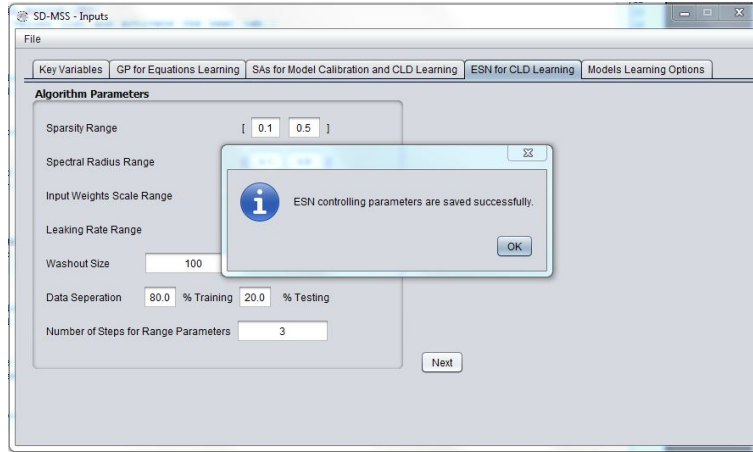 SD-MSS - Inputs
File
Key Variables GP for Equations Learning SAs for Model Calibration and CLD Learning ESN for CLD Learning Models Learning Options
Algorithm Parameters
Sparsity Range [ 0.1 0.5 ]
Spectral Radius Range
Input Weights Scale Range
ESN controlling parameters are saved successfully.
Leaking Rate Range
OK
Washout Size 100
Data Seperation 80.0 % Training 20.0 % Testing
Number of Steps for Range Parameters 3
Next